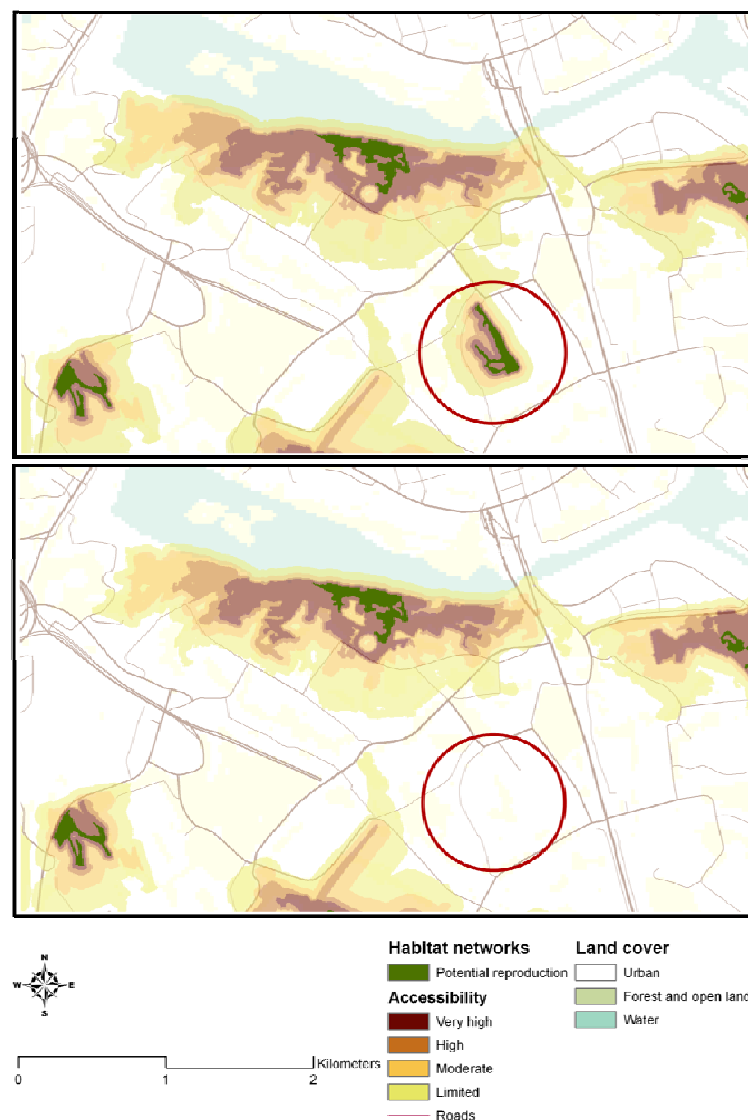 N
W E
S
Kilometers
0 1 2
Habitat networks
Potential reproduction
Accessibility
Very high
High
Moderate
Limited
Roads
Land cover
Urban
Forest and open land
Water